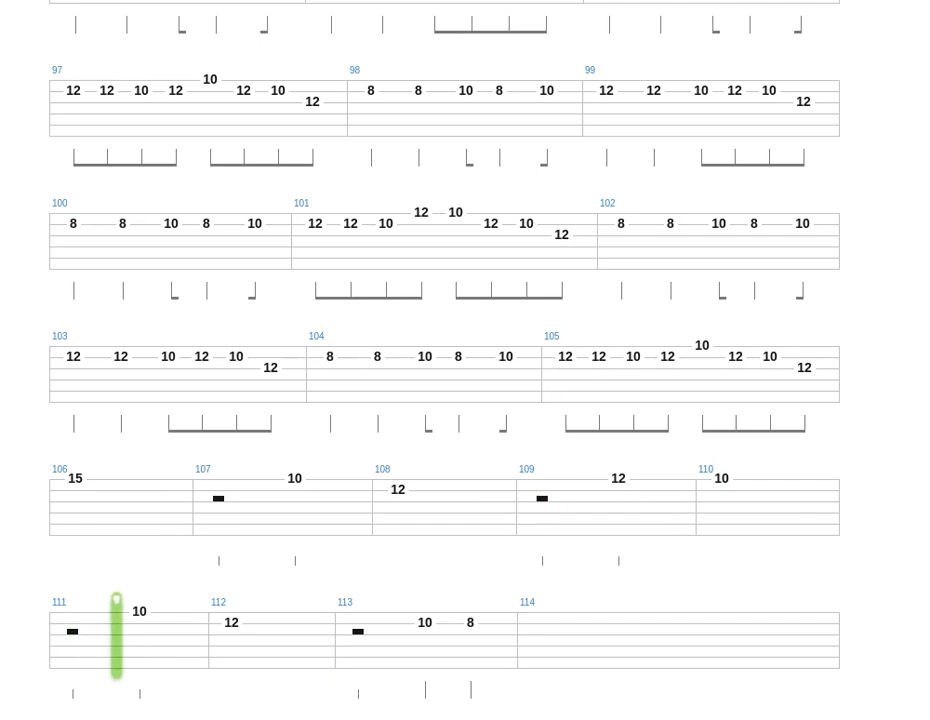 97 98 99
10
12 12 10 12 12 10 8 8 10 8 10 12 12 10 12 10
12 12
100 101 102
12 10
8 8 10 8 10 12 12 10 12 10 8 8 10 8 10
12
103 104 105
10
12 12 10 12 10 8 8 10 8 10 12 12 10 12 12 10
12 12
106 107 108 109 110
15 10 12 10
12
111 112 113 114
10
12 10 8